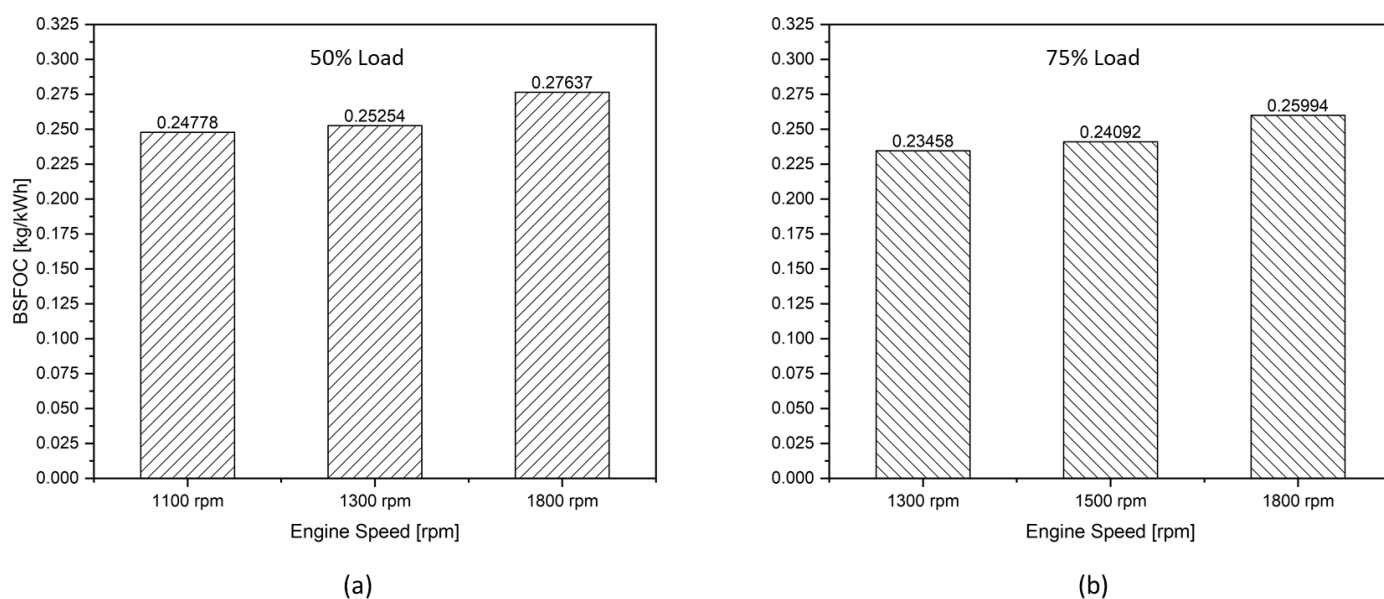 50% Load
0.325
0.300
0.275
0.250
0.225
0.200
0.175
0.150
0.125
0.100
0.075
0.050
0.025
0.000
BSFOC [kg/kWh]
0.24778
0.25254
0.27637
1100 rpm
1300 rpm
1800 rpm
Engine Speed [rpm]
(a)
75% Load
0.325
0.300
0.275
0.250
0.225
0.200
0.175
0.150
0.125
0.100
0.075
0.050
0.025
0.000
0.23458
0.24092
0.25994
1300 rpm
1500 rpm
1800 rpm
Engine Speed [rpm]
(b)